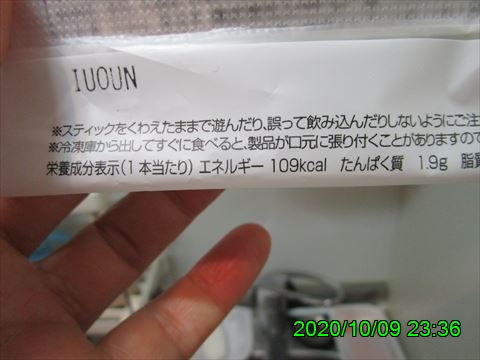 IUOUN
※スティックをくわえたままで遊んだり、誤って飲み込んだりしないようにご注
※冷凍庫から出してすぐに食べると、製品が口元に張り付くことがありますので
栄養成分表示(1本当たり) エネルギー 109kcal たんぱく質 1.9g 脂質
2020/10/09 23:36